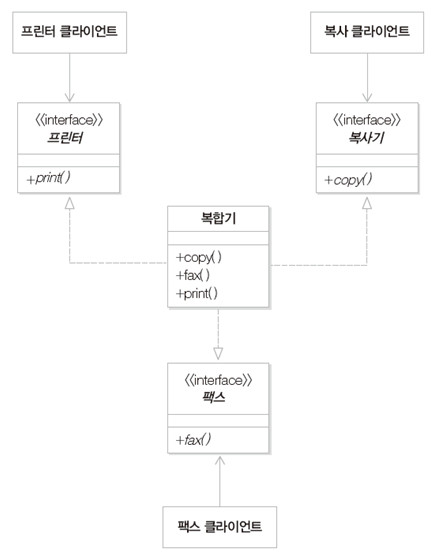 프린터 클라이언트
복사 클라이언트
《interface》
프린터
+print()
《interface》
복사기
+copy()
복합기
+copy()
+fax()
+print()
《interface》
팩스
+fax()
팩스 클라이언트